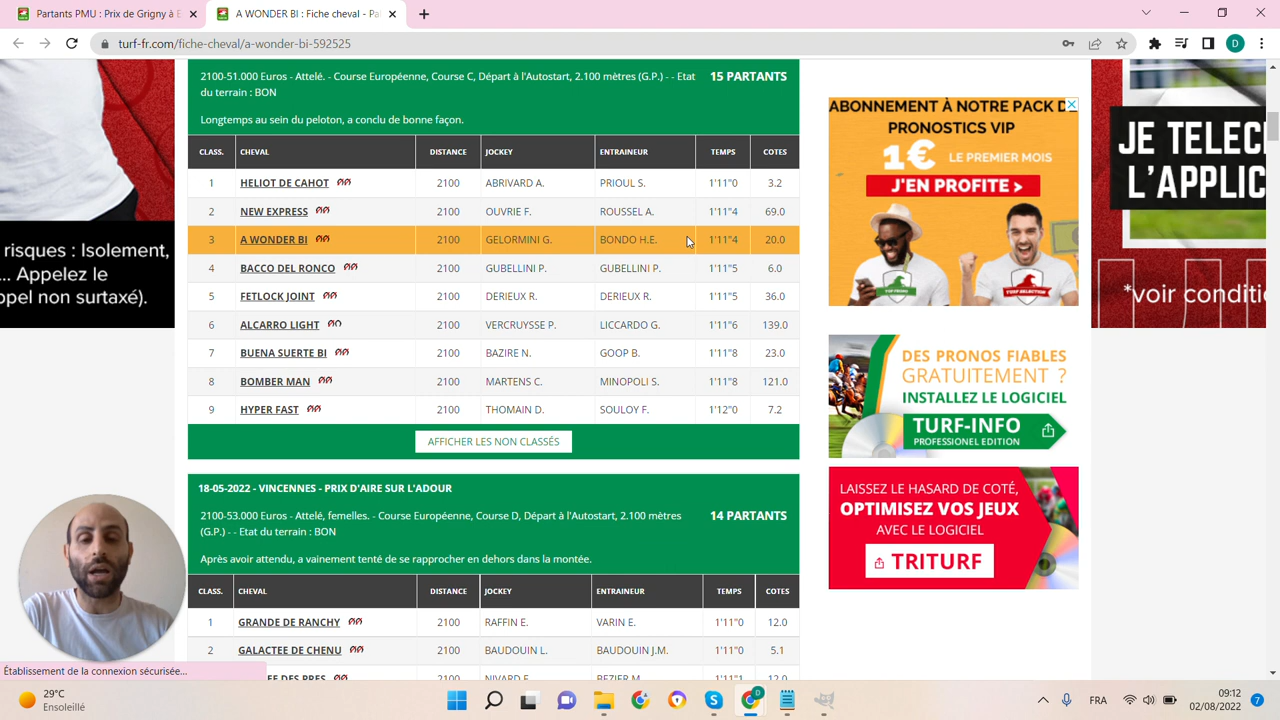 Partants PMU : Prix de Grigny à E
A WONDER BI : Fiche cheval - Pa
turf-fr.com/fiche-cheval/a-wonder-bi-592525
D
2100-51.000 Euros - Attelé. - Course Européenne, Course C, Départ à l'Autostart, 2.100 mètres (G.P.) - - Etat
du terrain : BON
15 PARTANTS
Longtemps au sein du peloton, a conclu de bonne façon.
CLASS. CHEVAL DISTANCE JOCKEY ENTRAINEUR TEMPS COTES
1 HELIOT DE CAHOT 2100 ABRIVARD A. PRIOUL S. 1'11"0 3.2
2 NEW EXPRESS 2100 OUVRIE F. ROUSSEL A. 1'11"4 69.0
3 A WONDER BI 2100 GELORMINI G. BONDO H.E. 1'11"4 20.0
4 BACCO DEL RONCO 2100 GUBELLINI P. GUBELLINI P. 1'11"5 6.0
5 FETLOCK JOINT 2100 DERIEUX R. DERIEUX R. 1'11"5 36.0
6 ALCARRO LIGHT 2100 VERCRUYSSE P. LICCARDO G. 1'11"6 139.0
7 BUENA SUERTE BI 2100 BAZIRE N. GOOP B. 1'11"8 23.0
8 BOMBER MAN 2100 MARTENS C. MINOPOLI S. 1'11"8 121.0
9 HYPER FAST 2100 THOMAIN D. SOULOY F. 1'12"0 7.2
AFFICHER LES NON CLASSÉS
18-05-2022 - VINCENNES - PRIX D'AIRE SUR L'ADOUR
2100-53.000 Euros - Attelé, femelles. - Course Européenne, Course D, Départ à l'Autostart, 2.100 mètres
(G.P.) - - Etat du terrain : BON
14 PARTANTS
Après avoir attendu, a vainement tenté de se rapprocher en dehors dans la montée.
CLASS. CHEVAL DISTANCE JOCKEY ENTRAINEUR TEMPS COTES
1 GRANDE DE RANCHY 2100 RAFFIN E. VARIN E. 1'11"0 12.0
2 GALACTEE DE CHENU 2100 BAUDOUIN L. BAUDOUIN J.M. 1'11"0 5.1
risques : Isolement,
... Appelez le
ppel non surtaxé).
ABONNEMENT À NOTRE PACK D
PRONOSTICS VIP
1€ LE PREMIER MOIS
J'EN PROFITE >
DES PRONOS FIABLES
GRATUITEMENT ?
INSTALLEZ LE LOGICIEL
TURF-INFO
PROFESSIONEL EDITION
LAISSEZ LE HASARD DE COTÉ,
OPTIMISEZ VOS JEUX
AVEC LE LOGICIEL
TRITURF
JE TELEC
L'APPLIC
*voir conditi
Établissement de la connexion sécurisée...
29°C
Ensoleillé
FRA
09:12
02/08/2022
7